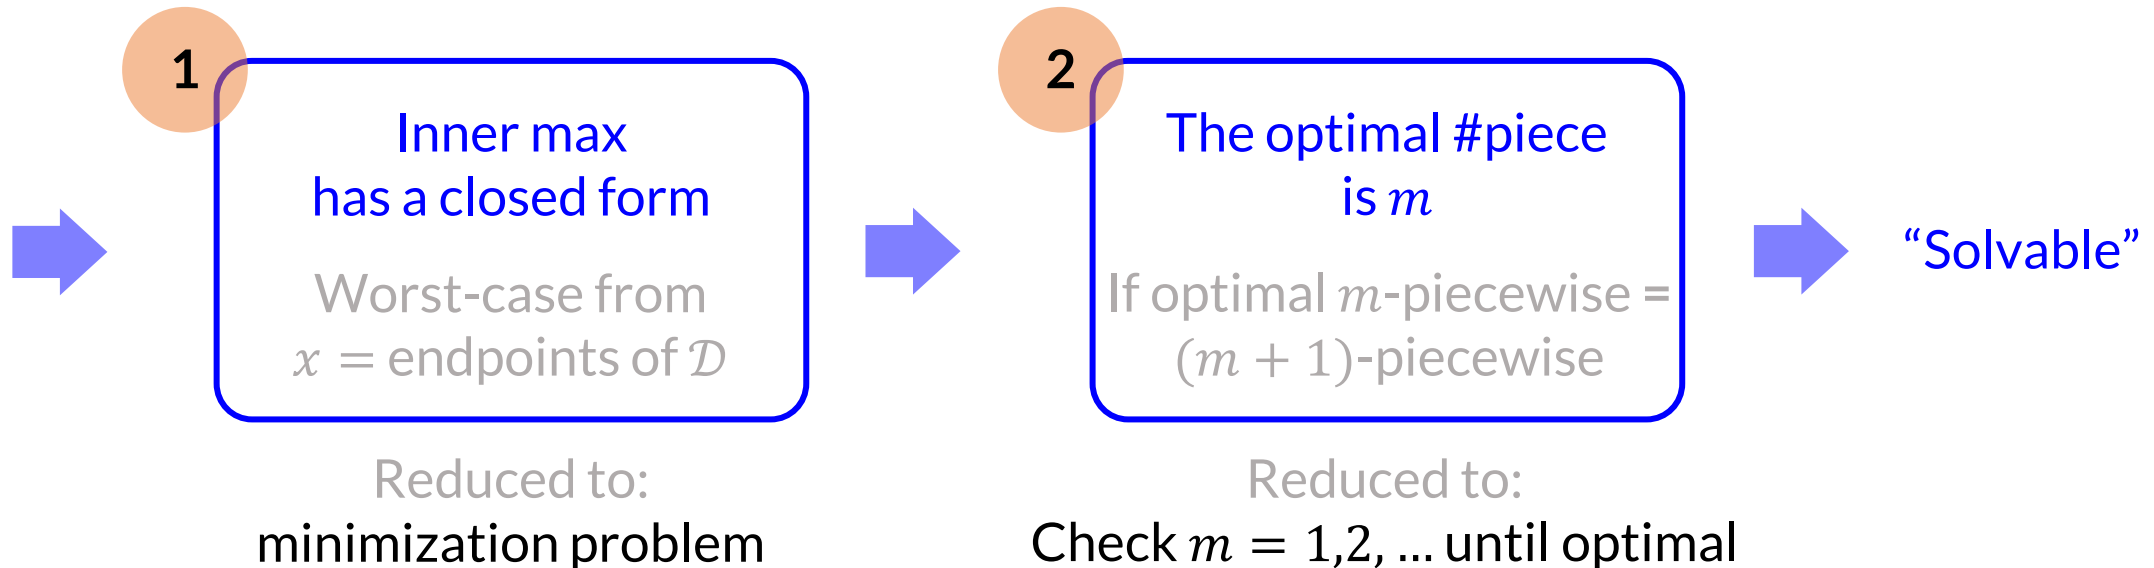 1
Inner max
has a closed form
Worst-case from
x = endpoints of 𝒟
Reduced to:
minimization problem
2
The optimal #piece
is m
If optimal m-piecewise =
(m + 1)-piecewise
Reduced to:
Check m = 1,2, … until optimal
“Solvable”